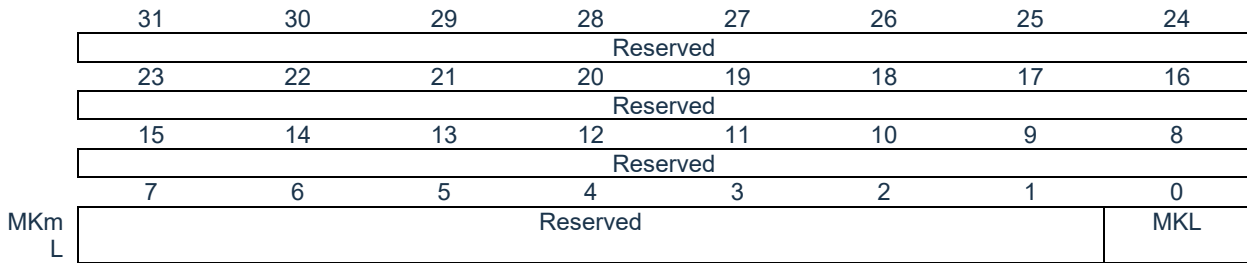 31 30 29 28 27 26 25 24
Reserved
23 22 21 20 19 18 17 16
Reserved
15 14 13 12 11 10 9 8
Reserved
7 6 5 4 3 2 1 0
MKm Reserved MKL
L